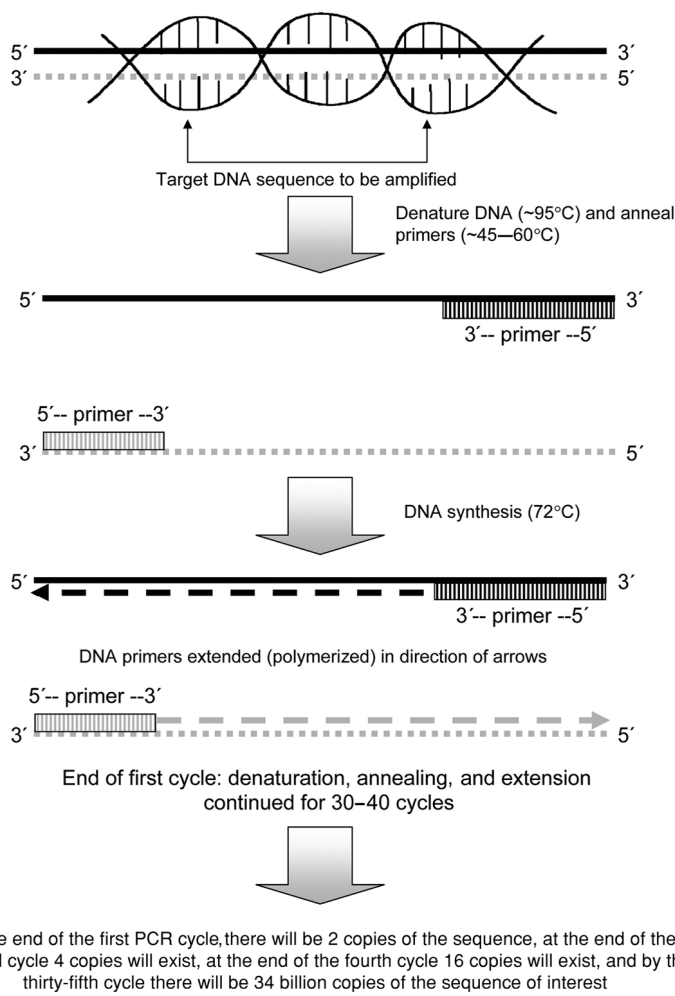 5´ 3´
3´ 5´
Target DNA sequence to be amplified
Denature DNA (~95°C) and anneal
primers (~45—60°C)
5´ 3´
3´-- primer --5´
5´-- primer --3´
3´ 5´
DNA synthesis (72°C)
5´ 3´
3´-- primer --5´
DNA primers extended (polymerized) in direction of arrows
5´-- primer --3´
3´ 5´
End of first cycle: denaturation, annealing, and extension
continued for 30–40 cycles
end of the first PCR cycle, there will be 2 copies of the sequence, at the end of the
cycle 4 copies will exist, at the end of the fourth cycle 16 copies will exist, and by
thirty-fifth cycle there will be 34 billion copies of the sequence of interest